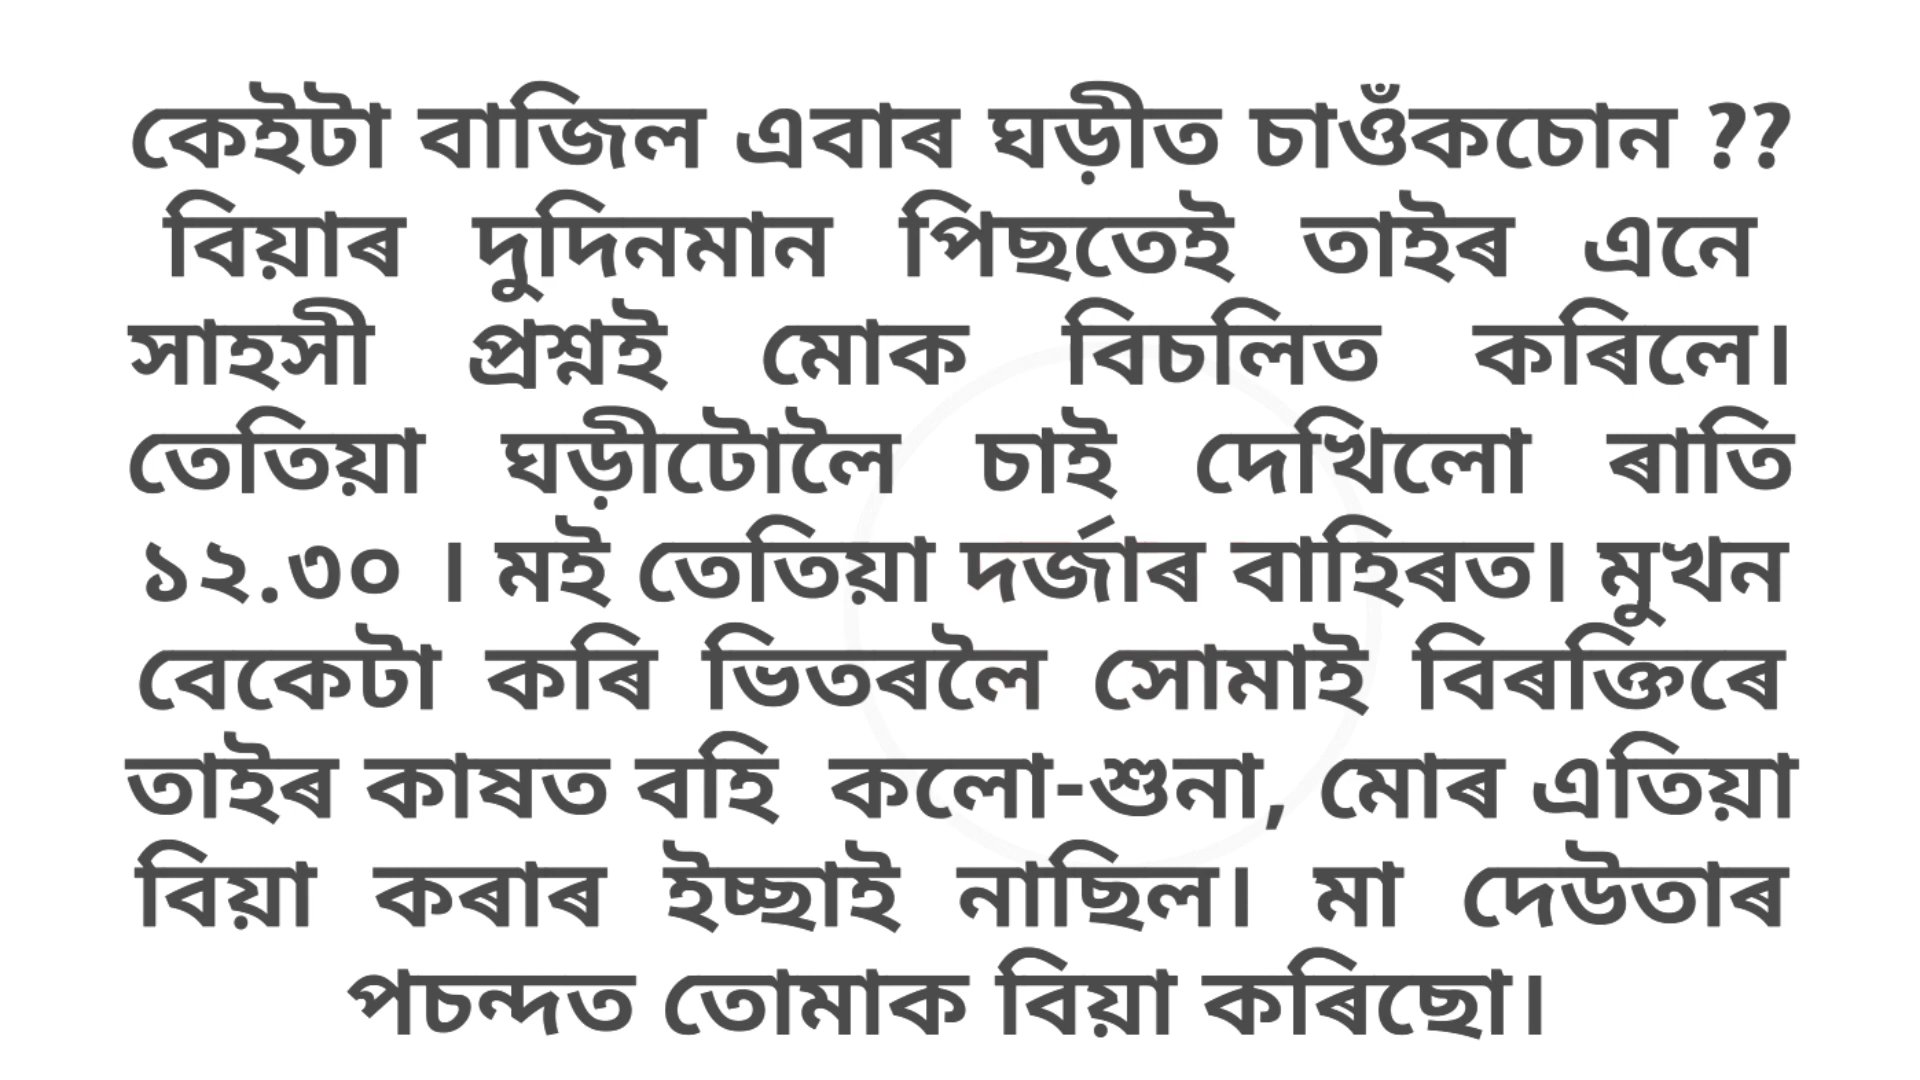 কেইটা বাজিল এবাৰ ঘড়ীত চাওঁকচোন ??
বিয়াৰ দুদিনমান পিছতেই তাইৰ এনে
সাহসী প্ৰশ্নই মোক বিচলিত কৰিলে।
তেতিয়া ঘড়ীটোলৈ চাই দেখিলো ৰাতি
১২.৩০ । মই তেতিয়া দৰ্জাৰ বাহিৰত। মুখন
বেকেটা কৰি ভিতৰলৈ সোমাই বিৰক্তিৰে
তাইৰ কাষত বহি কলো-শুনা, মোৰ এতিয়া
বিয়া কৰাৰ ইচ্ছাই নাছিল। মা দেউতাৰ
পচন্দত তোমাক বিয়া কৰিছো।